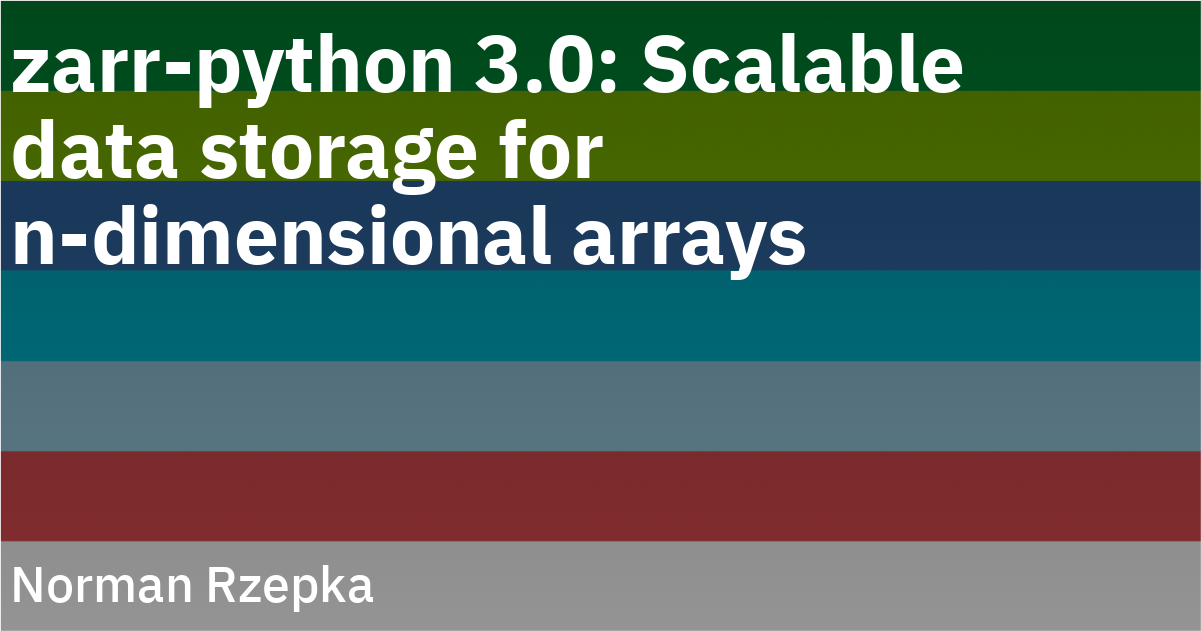 zarr-python 3.0: Scalable
data storage for
n-dimensional arrays
Norman Rzepka